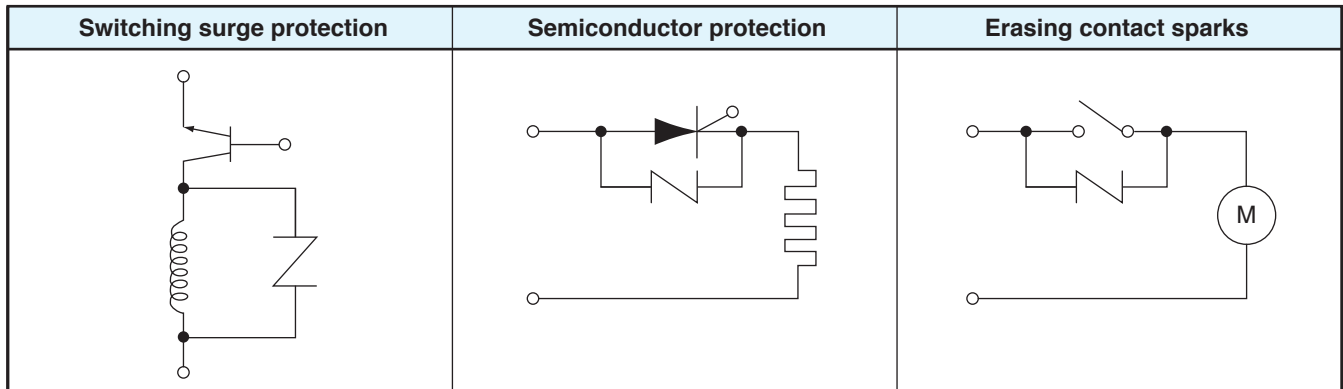 Switching surge protection
Semiconductor protection
Erasing contact sparks
M